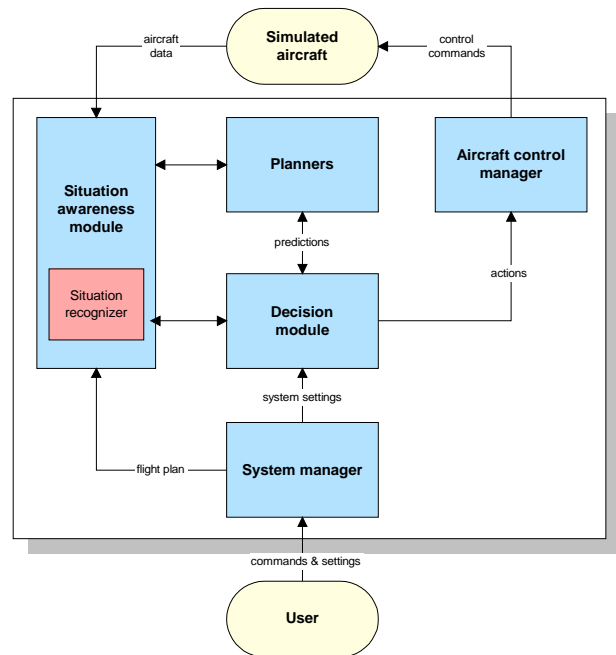 Simulated
aircraft
aircraft
data
control
commands
Situation
awareness
module
Planners
Aircraft control
manager
predictions
Situation
recognizer
Decision
module
actions
system settings
flight plan
System manager
commands & settings
User